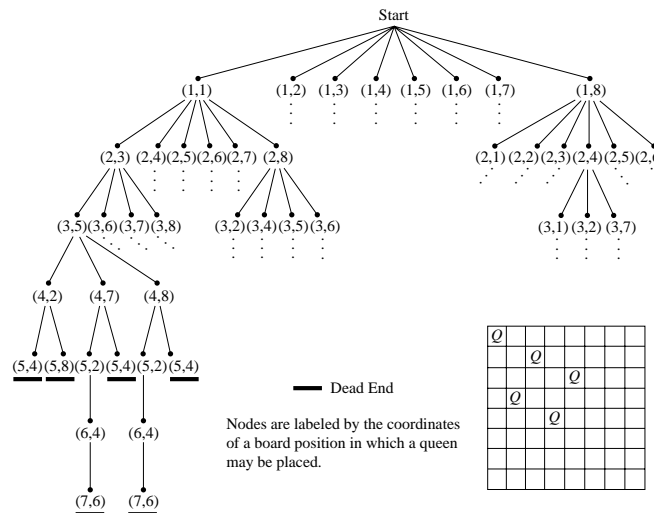 Start
(1,1) (1,2) (1,3) (1,4) (1,5) (1,6) (1,7) (1,8)
(2,3) (2,4) (2,5) (2,6) (2,7) (2,8) (2,1) (2,2) (2,3) (2,4) (2,5) (2,6
(3,5) (3,6) (3,7) (3,8) (3,2) (3,4) (3,5) (3,6) (3,1) (3,2) (3,7)
(4,2) (4,7) (4,8)
(5,4) (5,8) (5,2) (5,4) (5,2) (5,4)
(6,4) (6,4)
(7,6) (7,6)
Dead End
Nodes are labeled by the coordinates
of a board position in which a queen
may be placed.
Q
Q
Q
Q
Q